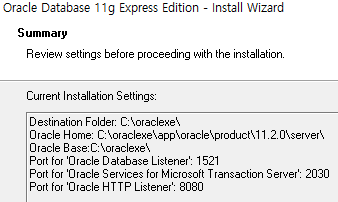 Oracle Database 11g Express Edition - Install Wizard
Summary
Review settings before proceeding with the installation.
Current Installation Settings:
Destination Folder: C:\oraclexe\
Oracle Home: C:\oraclexe\app\oracle\product\11.2.0\server\
Oracle Base:C:\oraclexe\
Port for 'Oracle Database Listener': 1521
Port for 'Oracle Services for Microsoft Transaction Server': 2030
Port for 'Oracle HTTP Listener': 8080